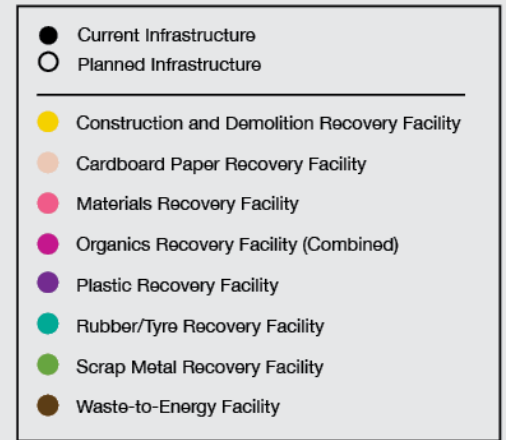 Current Infrastructure
Planned Infrastructure
Construction and Demolition Recovery Facility
Cardboard Paper Recovery Facility
Materials Recovery Facility
Organics Recovery Facility (Combined)
Plastic Recovery Facility
Rubber/Tyre Recovery Facility
Scrap Metal Recovery Facility
Waste-to-Energy Facility